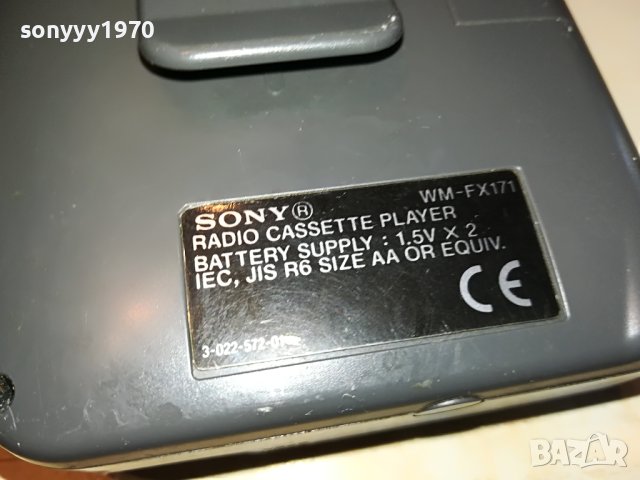 sonyyy1970
WM-FX171
SONY®
RADIO CASSETTE PLAYER
BATTERY SUPPLY : 1.5V X 2
IEC, JIS R6 SIZE AA OR EQUIV.
CE
BAZAR